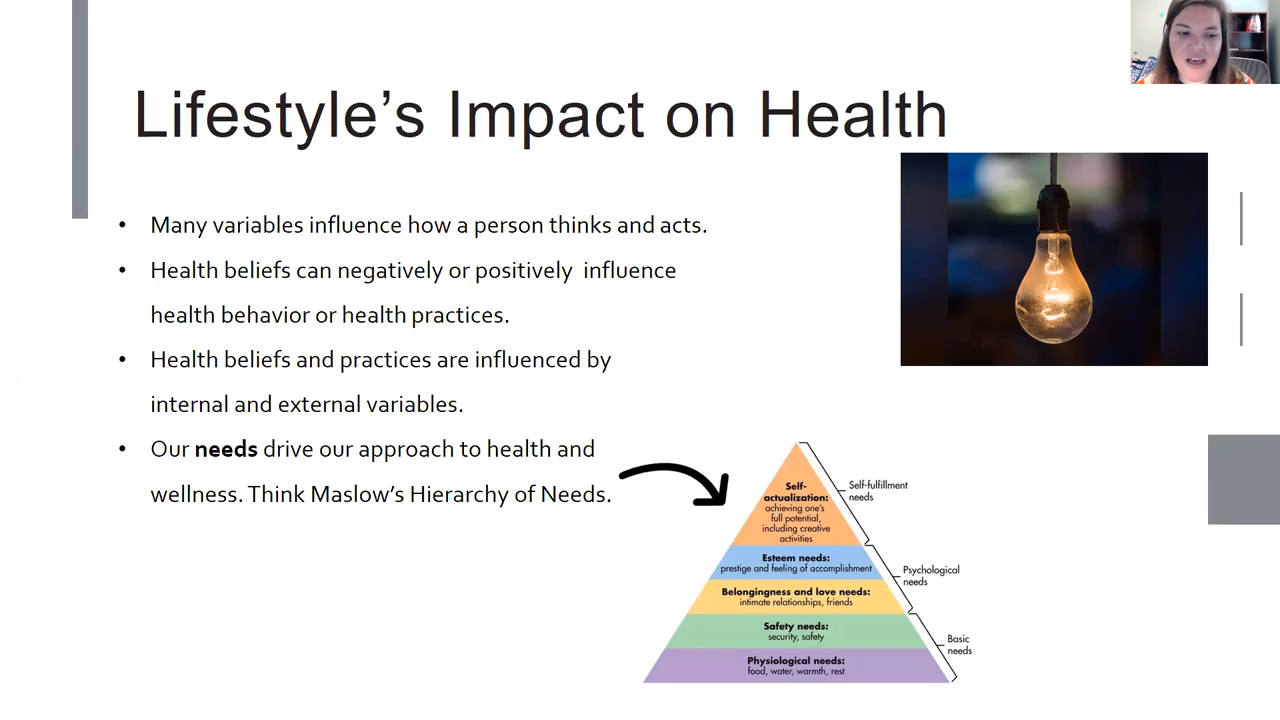 Lifestyle’s Impact on Health
• Many variables influence how a person thinks and acts.
• Health beliefs can negatively or positively  influence
health behavior or health practices.
• Health beliefs and practices are influenced by
internal and external variables.
• Our needs drive our approach to health and
wellness. Think Maslow’s Hierarchy of Needs.
Self-
actualization:
achieving one’s
full potential,
including creative
activities
Self-fulfillment
needs
Esteem needs:
prestige and feeling of accomplishment
Belongingness and love needs:
intimate relationships, friends
Psychological
needs
Safety needs:
security, safety
Physiological needs:
food, water, warmth, rest
Basic
needs